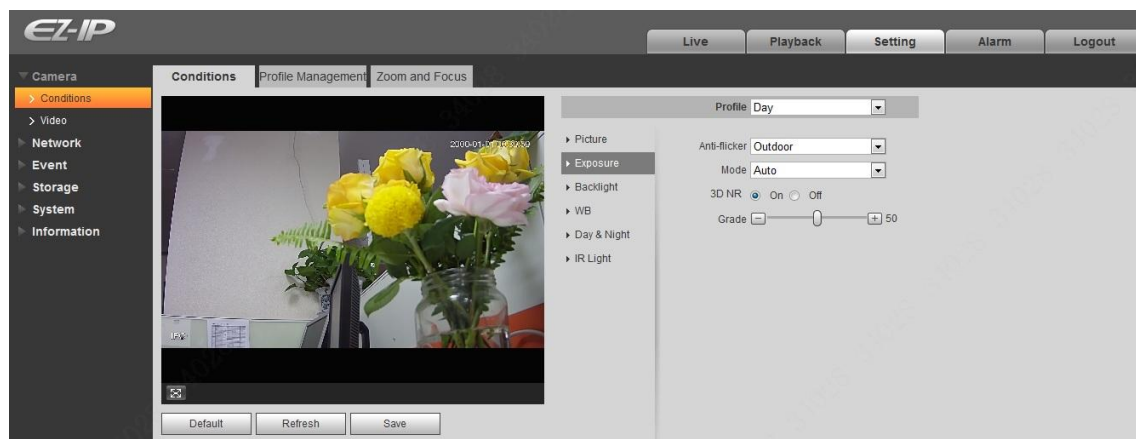 EZ-IP
Live Playback Setting Alarm Logout
Camera
Conditions
Video
Network
Event
Storage
System
Information
Conditions Profile Management Zoom and Focus
Profile Day
Picture
Exposure
Backlight
WB
Day & Night
IR Light
Anti-flicker Outdoor
Mode Auto
3D NR On Off
Grade 50
Default Refresh Save